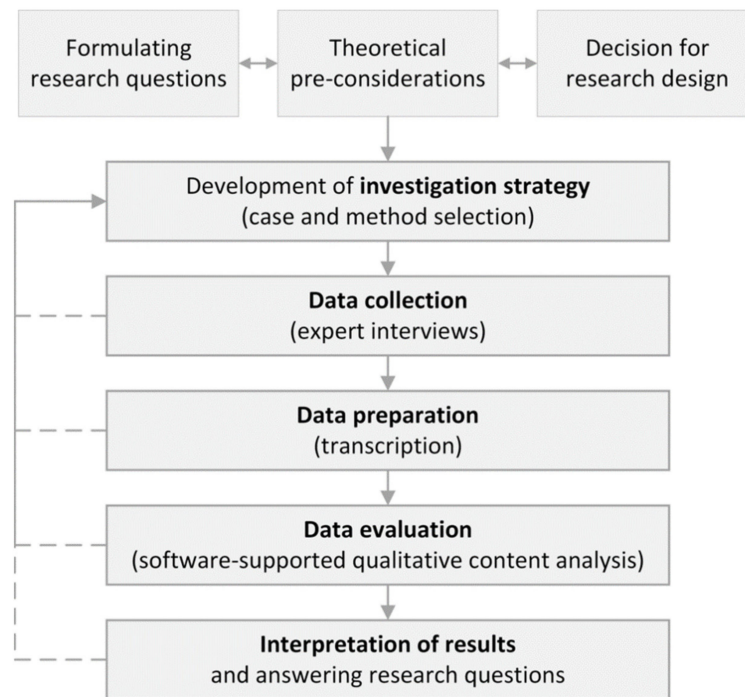 Formulating
research questions
Theoretical
pre-considerations
Decision for
research design
Development of investigation strategy
(case and method selection)
Data collection
(expert interviews)
Data preparation
(transcription)
Data evaluation
(software-supported qualitative content analysis)
Interpretation of results
and answering research questions